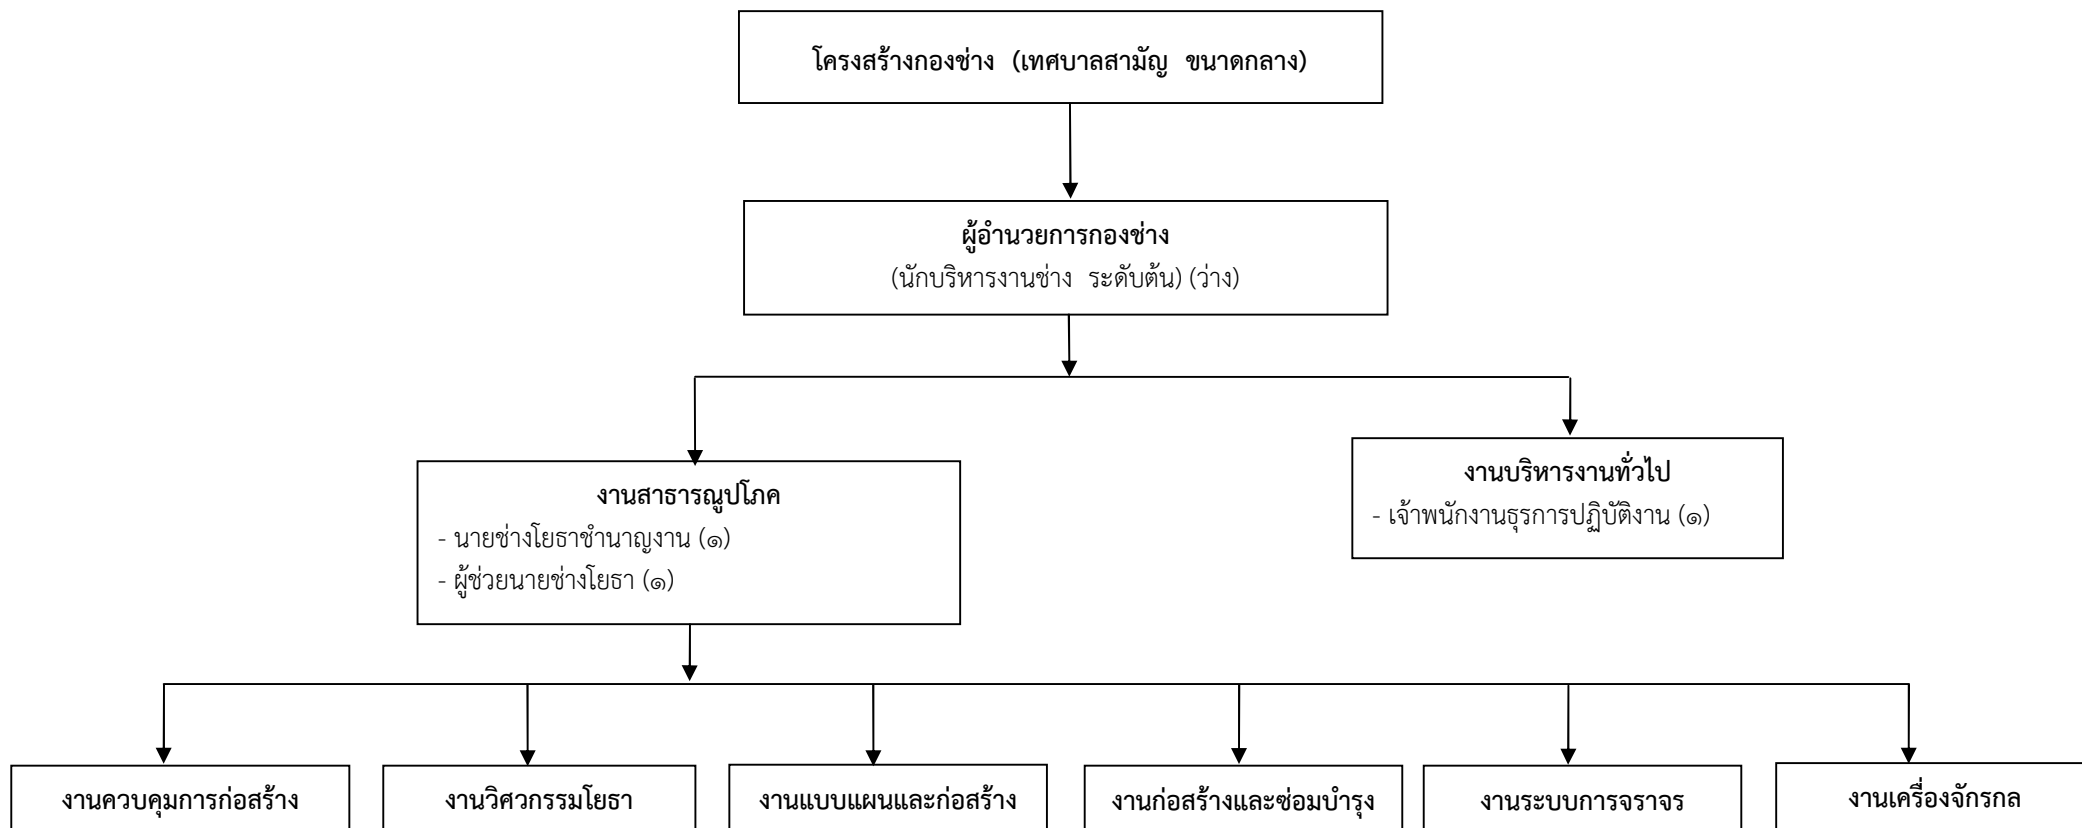 โครงสร้างกองช่าง (เทศบาลสามัญ ขนาดกลาง)
ผู้อำนวยการกองช่าง
(นักบริหารงานช่าง ระดับต้น) (ว่าง)
งานสาธารณูปโภค
- นายช่างโยธาชำนาญงาน (๑)
- ผู้ช่วยนายช่างโยธา (๑)
งานบริหารงานทั่วไป
- เจ้าพนักงานธุรการปฏิบัติงาน (๑)
งานควบคุมการก่อสร้าง
งานวิศวกรรมโยธา
งานแบบแผนและก่อสร้าง
งานก่อสร้างและซ่อมบำรุง
งานระบบการจราจร
งานเครื่องจักรกล